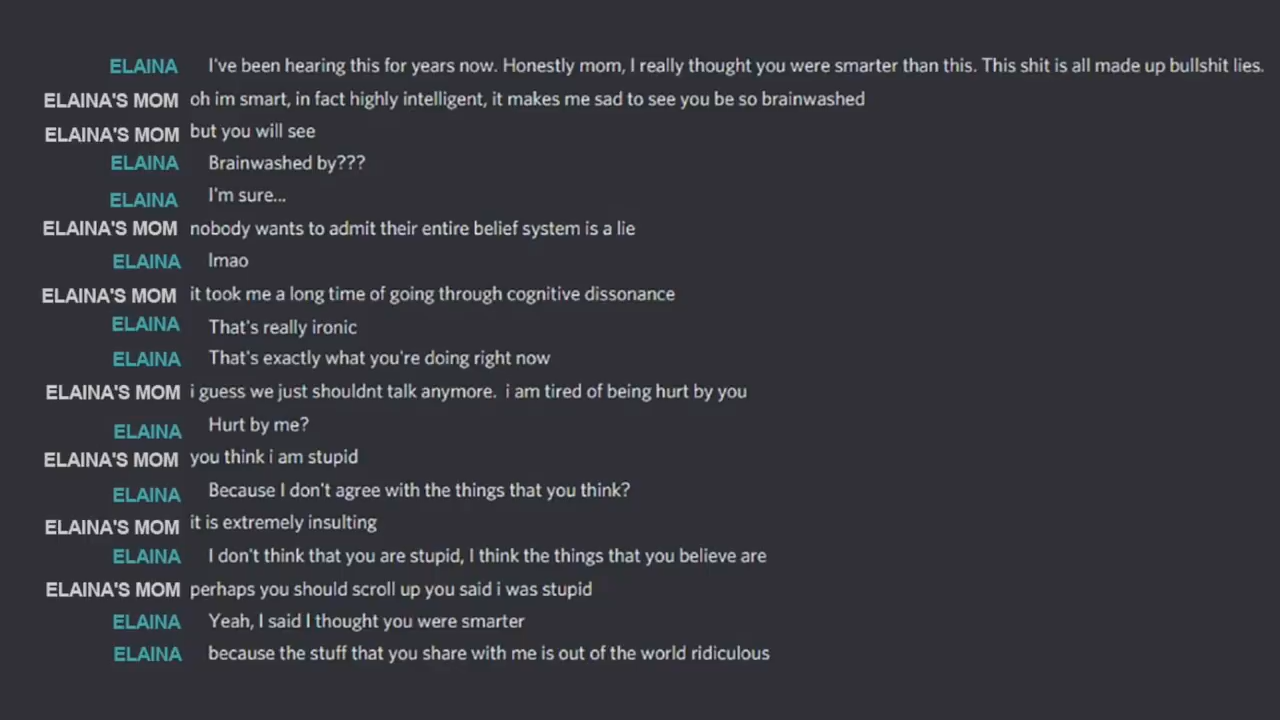 ELAINA I've been hearing this for years now. Honestly mom, I really thought you were smarter than this. This shit is all made up bullshit lies.
ELAINA'S MOM oh im smart, in fact highly intelligent, it makes me sad to see you be so brainwashed
ELAINA'S MOM but you will see
ELAINA Brainwashed by???
ELAINA I'm sure...
ELAINA'S MOM nobody wants to admit their entire belief system is a lie
ELAINA lmao
ELAINA'S MOM it took me a long time of going through cognitive dissonance
ELAINA That's really ironic
ELAINA That's exactly what you're doing right now
ELAINA'S MOM i guess we just shouldnt talk anymore. i am tired of being hurt by you
ELAINA Hurt by me?
ELAINA'S MOM you think i am stupid
ELAINA Because I don't agree with the things that you think?
ELAINA'S MOM it is extremely insulting
ELAINA I don't think that you are stupid, I think the things that you believe are
ELAINA'S MOM perhaps you should scroll up you said i was stupid
ELAINA Yeah, I said I thought you were smarter
ELAINA because the stuff that you share with me is out of the world ridiculous